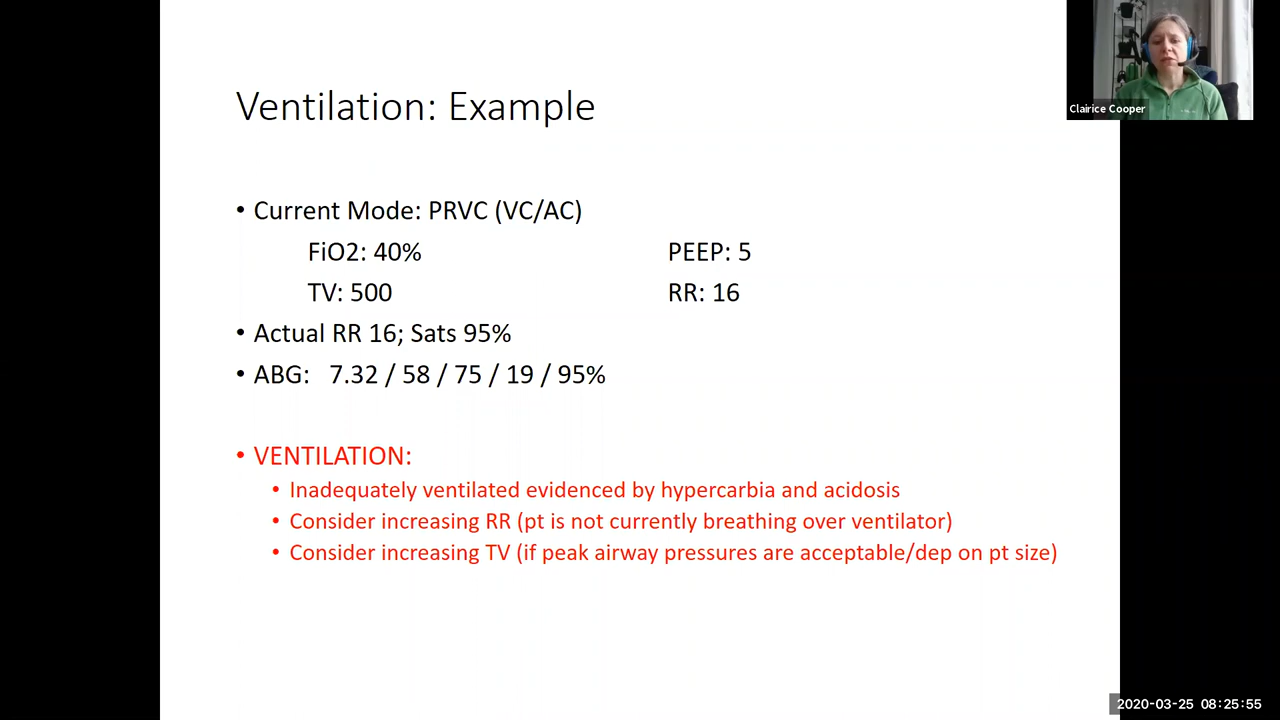 Clairice Cooper
Ventilation: Example
• Current Mode: PRVC (VC/AC)
FiO2: 40% PEEP: 5
TV: 500 RR: 16
• Actual RR 16; Sats 95%
• ABG: 7.32 / 58 / 75 / 19 / 95%
• VENTILATION:
• Inadequately ventilated evidenced by hypercarbia and acidosis
• Consider increasing RR (pt is not currently breathing over ventilator)
• Consider increasing TV (if peak airway pressures are acceptable/dep on pt size)
2020-03-25 08:25:55